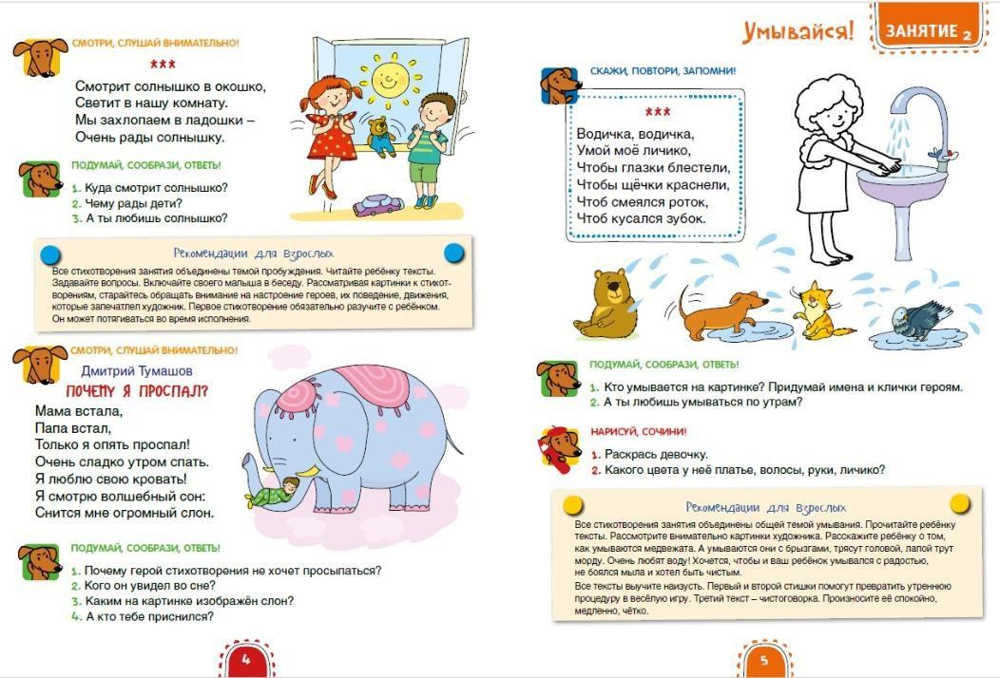 СМОТРИ, СЛУШАЙ ВНИМАТЕЛЬНО!
***
Смотрит солнышко в окошко,
Светит в нашу комнату.
Мы захлопаем в ладошки –
Очень рады солнышку.
ПОДУМАЙ, СООБРАЗИ, ОТВЕТЬ!
1. Куда смотрит солнышко?
2. Чему рады дети?
3. А ты любишь солнышко?
Рекомендации для взрослых
Все стихотворения занятия объединены темой пробуждения. Читайте ребёнку тексты.
Задавайте вопросы. Включайте своего малыша в беседу. Рассматривая картинки к стихот-
ворениям, старайтесь обращать внимание на настроение героев, их поведение, движения,
которые запечатлел художник. Первое стихотворение обязательно разучите с ребёнком.
Он может потягиваться во время исполнения.
СМОТРИ, СЛУШАЙ ВНИМАТЕЛЬНО!
Дмитрий Тумашов
ПОЧЕМУ Я ПРОСПАЛ?
Мама встала,
Папа встал,
Только я опять проспал!
Очень сладко утром спать.
Я люблю свою кровать!
Я смотрю волшебный сон:
Снится мне огромный слон.
ПОДУМАЙ, СООБРАЗИ, ОТВЕТЬ!
1. Почему герой стихотворения не хочет просыпаться?
2. Кого он увидел во сне?
3. Каким на картинке изображён слон?
4. А кто тебе приснился?
4
Умывайся!
ЗАНЯТИЕ 2
СКАЖИ, ПОВТОРИ, ЗАПОМНИ!
***
Водичка, водичка,
Умой моё личико,
Чтобы глазки блестели,
Чтобы щёчки краснели,
Чтоб смеялся роток,
Чтоб кусался зубок.
ПОДУМАЙ, СООБРАЗИ, ОТВЕТЬ!
1. Кто умывается на картинке? Придумай имена и клички героям.
2. А ты любишь умываться по утрам?
НАРИСУЙ, СОЧИНИ!
1. Раскрась девочку.
2. Какого цвета у неё платье, волосы, руки, личико?
Рекомендации для взрослых
Все стихотворения занятия объединены общей темой умывания. Прочитайте ребёнку
тексты. Рассмотрите внимательно картинки художника. Расскажите ребёнку о том,
как умываются медвежата. А умываются они с брызгами, трясут головой, лапой трут
морду. Очень любят воду! Хочется, чтобы и ваш ребёнок умывался с радостью,
не боялся мыла и хотел быть чистым.
Все тексты выучите наизусть. Первый и второй стишки помогут превратить утреннюю
процедуру в весёлую игру. Третий текст – чистоговорка. Произносите её спокойно,
медленно, чётко.
5